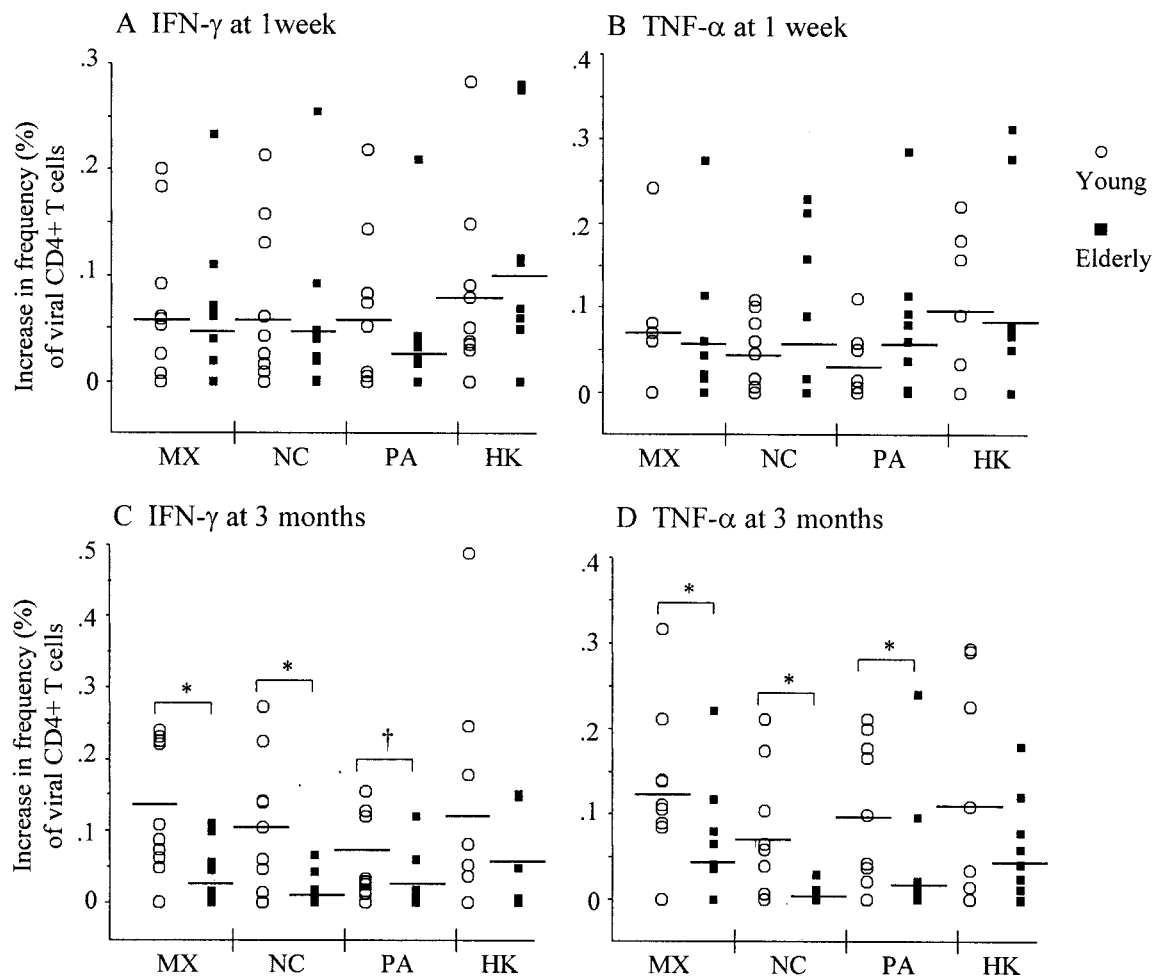 A IFN-γ at 1week
B TNF-α at 1 week
Increase in frequency (%)
of viral CD4+ T cells
.3
.2
.1
0
MX NC PA HK
.4
.3
.2
.1
0
MX NC PA HK
Young
Elderly
C IFN-γ at 3 months
D TNF-α at 3 months
Increase in frequency (%)
of viral CD4+ T cells
.5
.4
.3
.2
.1
0
* * †
MX NC PA HK
.4
.3
.2
.1
0
* * *
MX NC PA HK